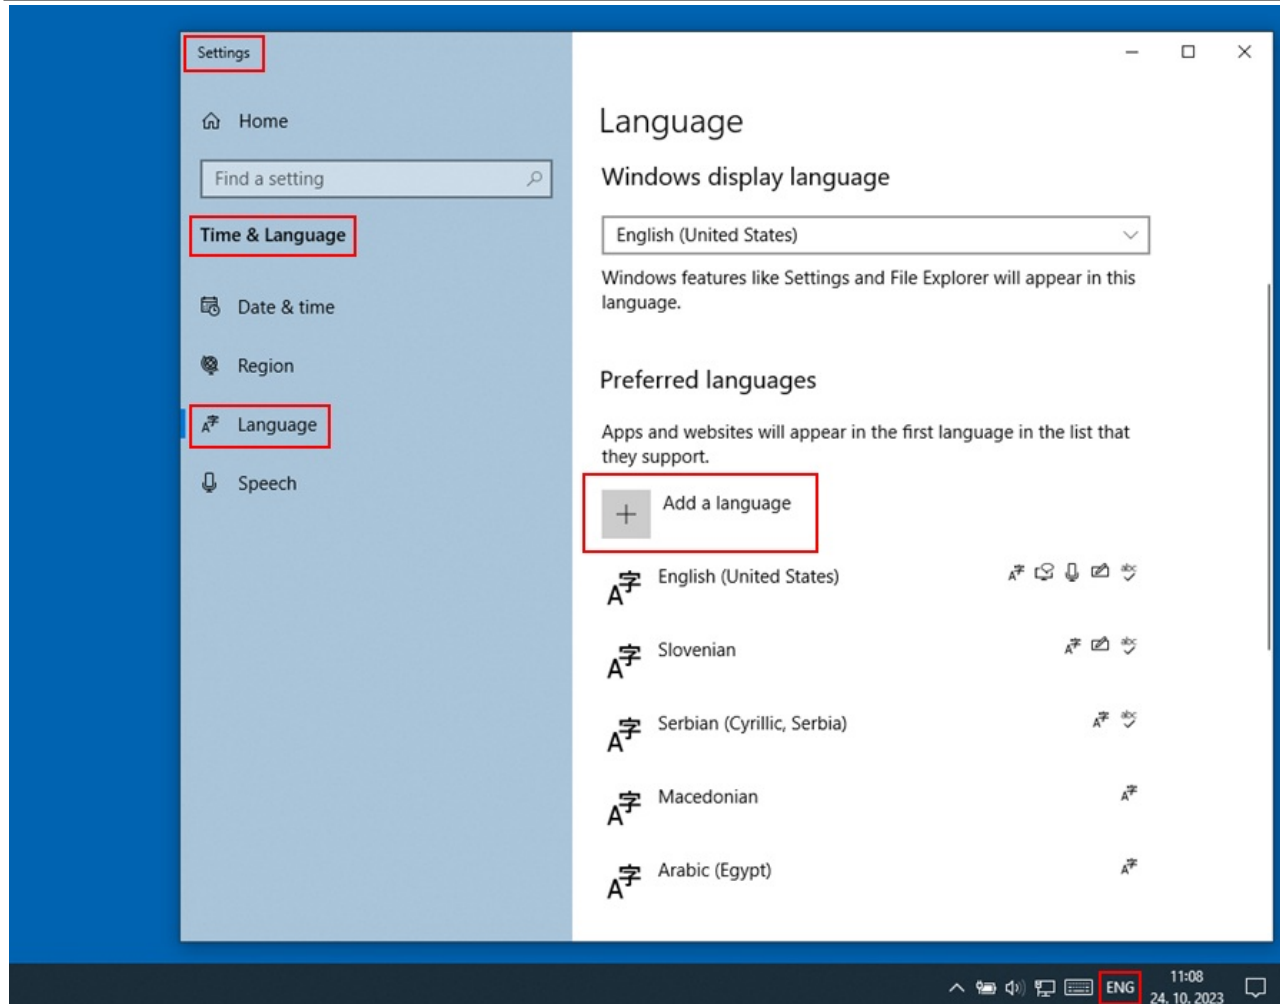 Settings
Home
Find a setting
Time & Language
Date & time
Region
Language
Speech
Language
Windows display language
English (United States)
Windows features like Settings and File Explorer will appear in this
language.
Preferred languages
Apps and websites will appear in the first language in the list that
they support.
Add a language
English (United States)
Slovenian
Serbian (Cyrillic, Serbia)
Macedonian
Arabic (Egypt)
ENG
11:08
24. 10. 2023